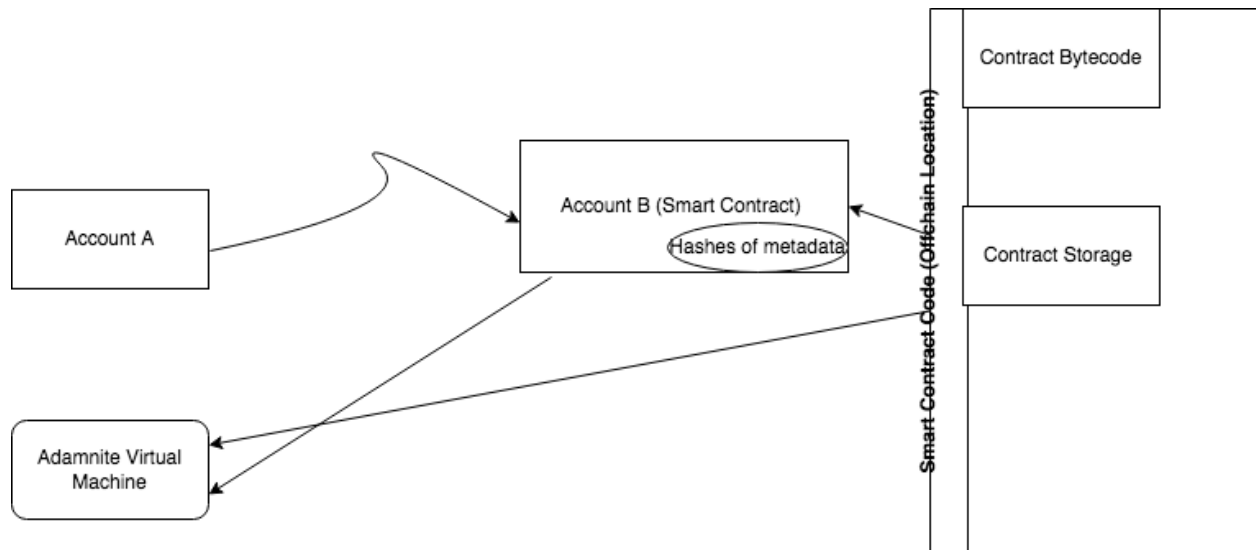 Contract Bytecode
Account A
Account B (Smart Contract)
Hashes of metadata
Smart Contract Code (Offchain Location)
Contract Storage
Adamnite Virtual
Machine